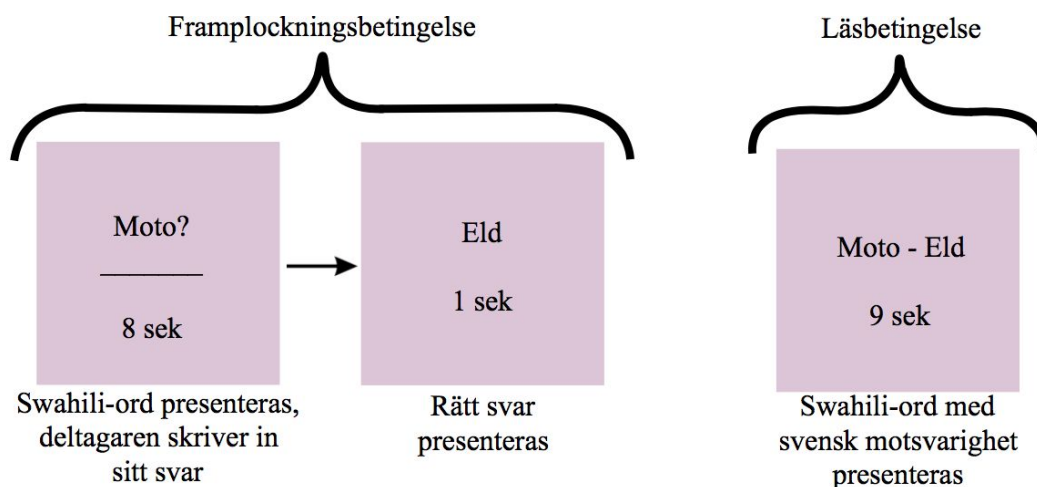 Framplockningsbetingelse
Moto?
_______
8 sek
Swahili-ord presenteras,
deltagaren skriver in
sitt svar
Eld
1 sek
Rätt svar
presenteras
Läsbetingelse
Moto - Eld
9 sek
Swahili-ord med
svensk motsvarighet
presenteras